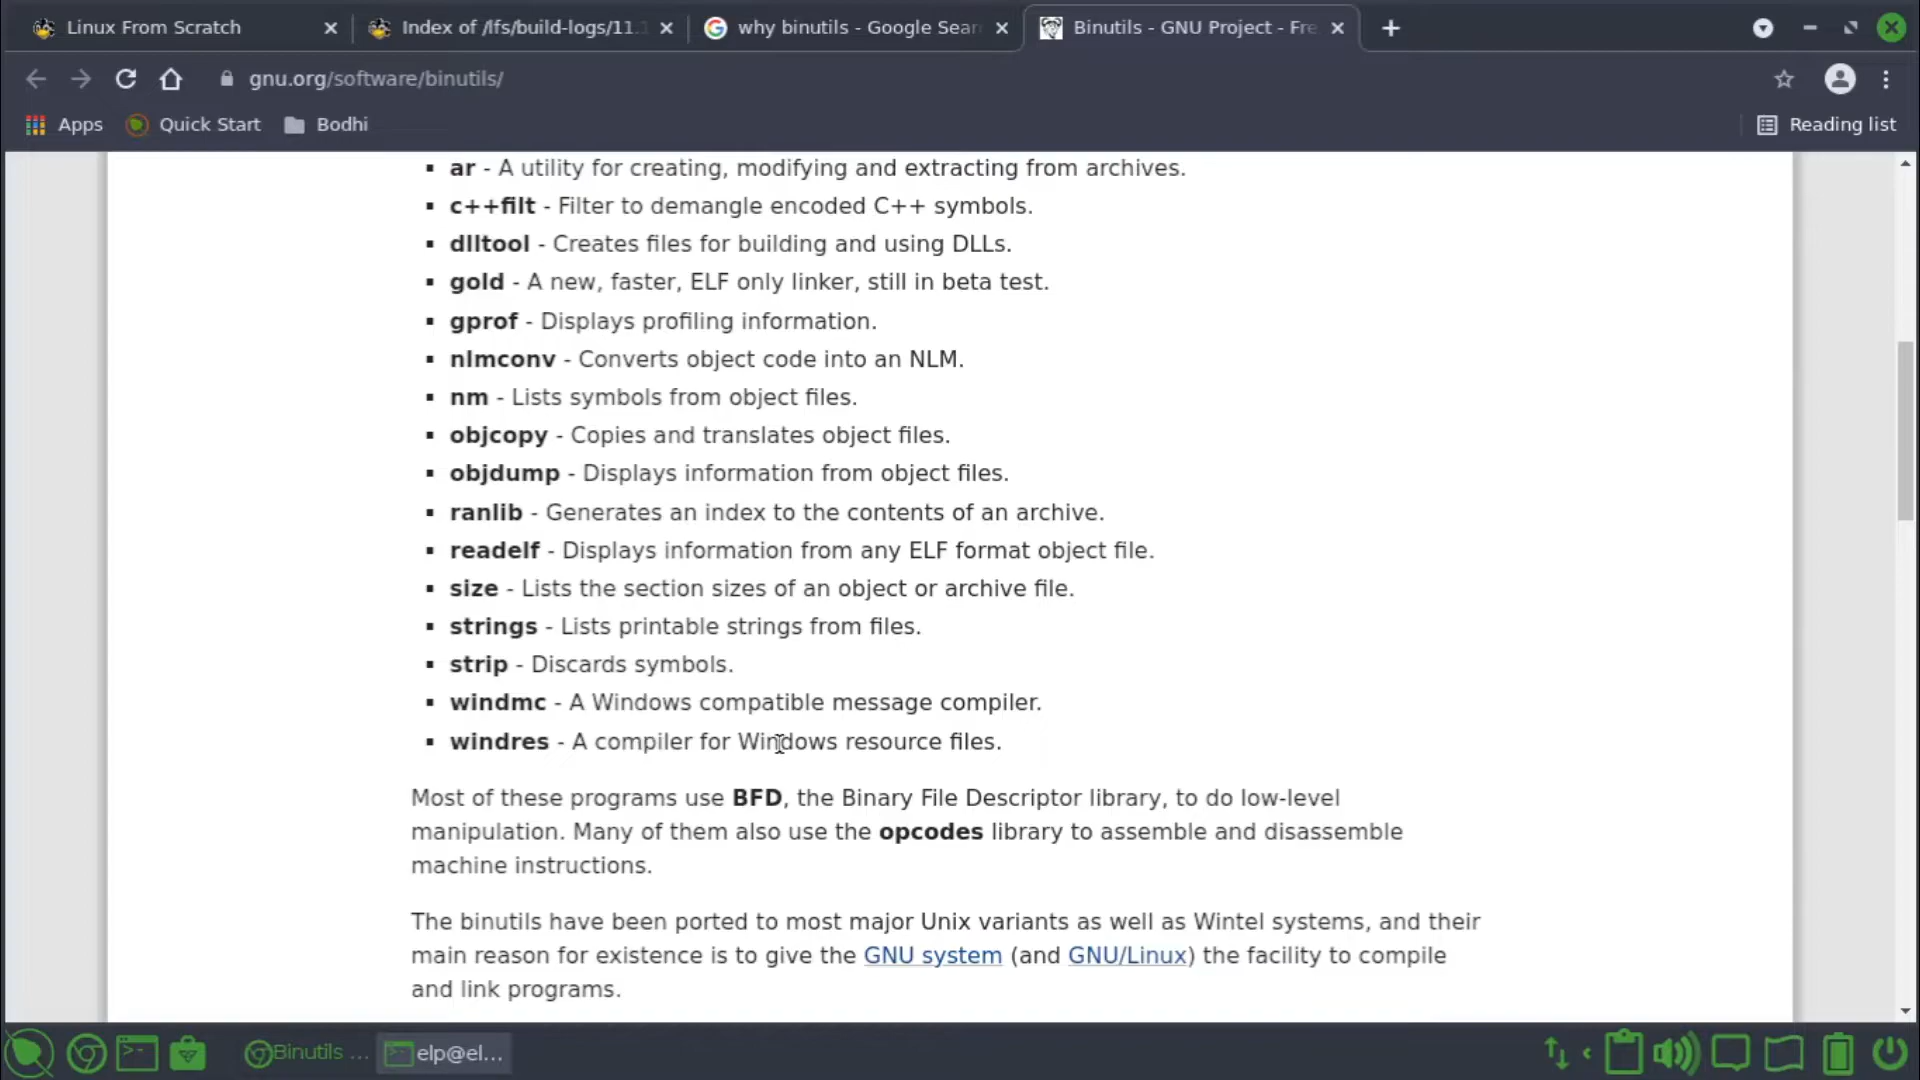 Linux From Scratch
Index of /lfs/build-logs/11.1
why binutils - Google Sear
Binutils - GNU Project - Fre
gnu.org/software/binutils/
Apps
Quick Start
Bodhi
Reading list
▪ ar - A utility for creating, modifying and extracting from archives.
▪ c++filt - Filter to demangle encoded C++ symbols.
▪ dlltool - Creates files for building and using DLLs.
▪ gold - A new, faster, ELF only linker, still in beta test.
▪ gprof - Displays profiling information.
▪ nlmconv - Converts object code into an NLM.
▪ nm - Lists symbols from object files.
▪ objcopy - Copies and translates object files.
▪ objdump - Displays information from object files.
▪ ranlib - Generates an index to the contents of an archive.
▪ readelf - Displays information from any ELF format object file.
▪ size - Lists the section sizes of an object or archive file.
▪ strings - Lists printable strings from files.
▪ strip - Discards symbols.
▪ windmc - A Windows compatible message compiler.
▪ windres - A compiler for Windows resource files.
Most of these programs use BFD, the Binary File Descriptor library, to do low-level
manipulation. Many of them also use the opcodes library to assemble and disassemble
machine instructions.
The binutils have been ported to most major Unix variants as well as Wintel systems, and their
main reason for existence is to give the GNU system (and GNU/Linux) the facility to compile
and link programs.
Binutils ...
elp@el...